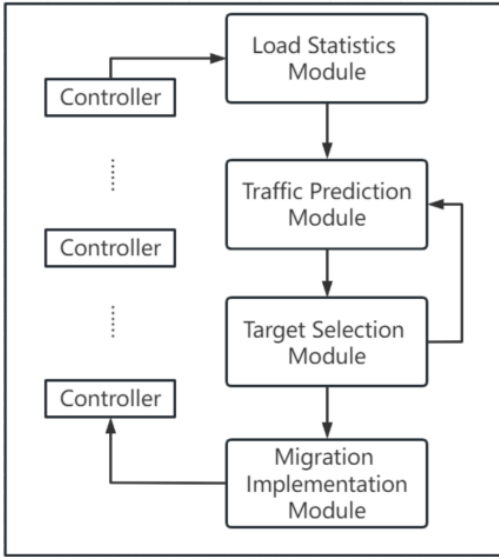 Load Statistics
Module
Controller
Traffic Prediction
Module
Controller
Target Selection
Module
Controller
Migration
Implementation
Module